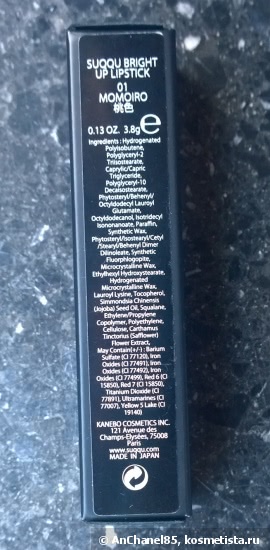 SUQQU BRIGHT
UP LIPSTICK
01
MOMOIRO
桃色
0.13 OZ. 3.8g e
Ingredients : Hydrogenated
Polyisobutene,
Polyglyceryl-2
Triisostearate,
Caprylic/Capric
Triglyceride,
Polyglyceryl-10
Decaisostearate,
Phytosteryl/Behenyl/
Octyldodecyl Lauroyl
Glutamate,
Octyldodecanol, Isotridecyl
Isononanoate, Paraffin,
Synthetic Wax,
Phytosteryl/Isostearyl/Cetyl
/Stearyl/Behenyl Dimer
Dilinoleate, Synthetic
Fluorphlogopite,
Microcrystalline Wax,
Ethylhexyl Hydroxystearate,
Hydrogenated
Microcrystalline Wax,
Lauroyl Lysine, Tocopherol,
Simmondsia Chinensis
(Jojoba) Seed Oil, Squalane,
Ethylene/Propylene
Copolymer, Polyethylene,
Cellulose, Carthamus
Tinctorius (Safflower)
Flower Extract,
May Contain(+/-) : Barium
Sulfate (CI 77120), Iron
Oxides (CI 77491), Iron
Oxides (CI 77492), Iron
Oxides (CI 77499), Red 6 (CI
15850), Red 7 (CI 15850),
Titanium Dioxide (CI
77891), Ultramarines (CI
77007), Yellow 5 Lake (CI
19140)
KANEBO COSMETICS INC.
121 Avenue des
Champs-Elysées, 75008
Paris
www.suqqu.com
MADE IN JAPAN
© AnChanel85, kosmetista.ru